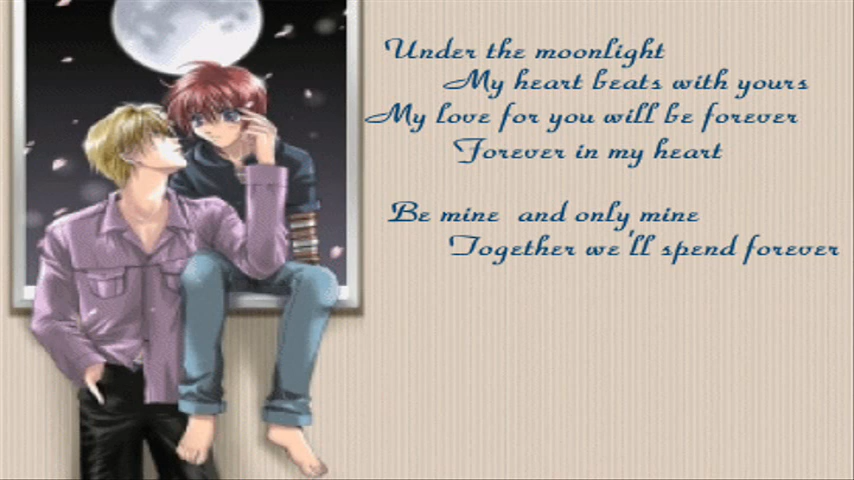 Under the moonlight
My heart beats with yours
My love for you will be forever
Forever in my heart
Be mine and only mine
Together we'll spend forever